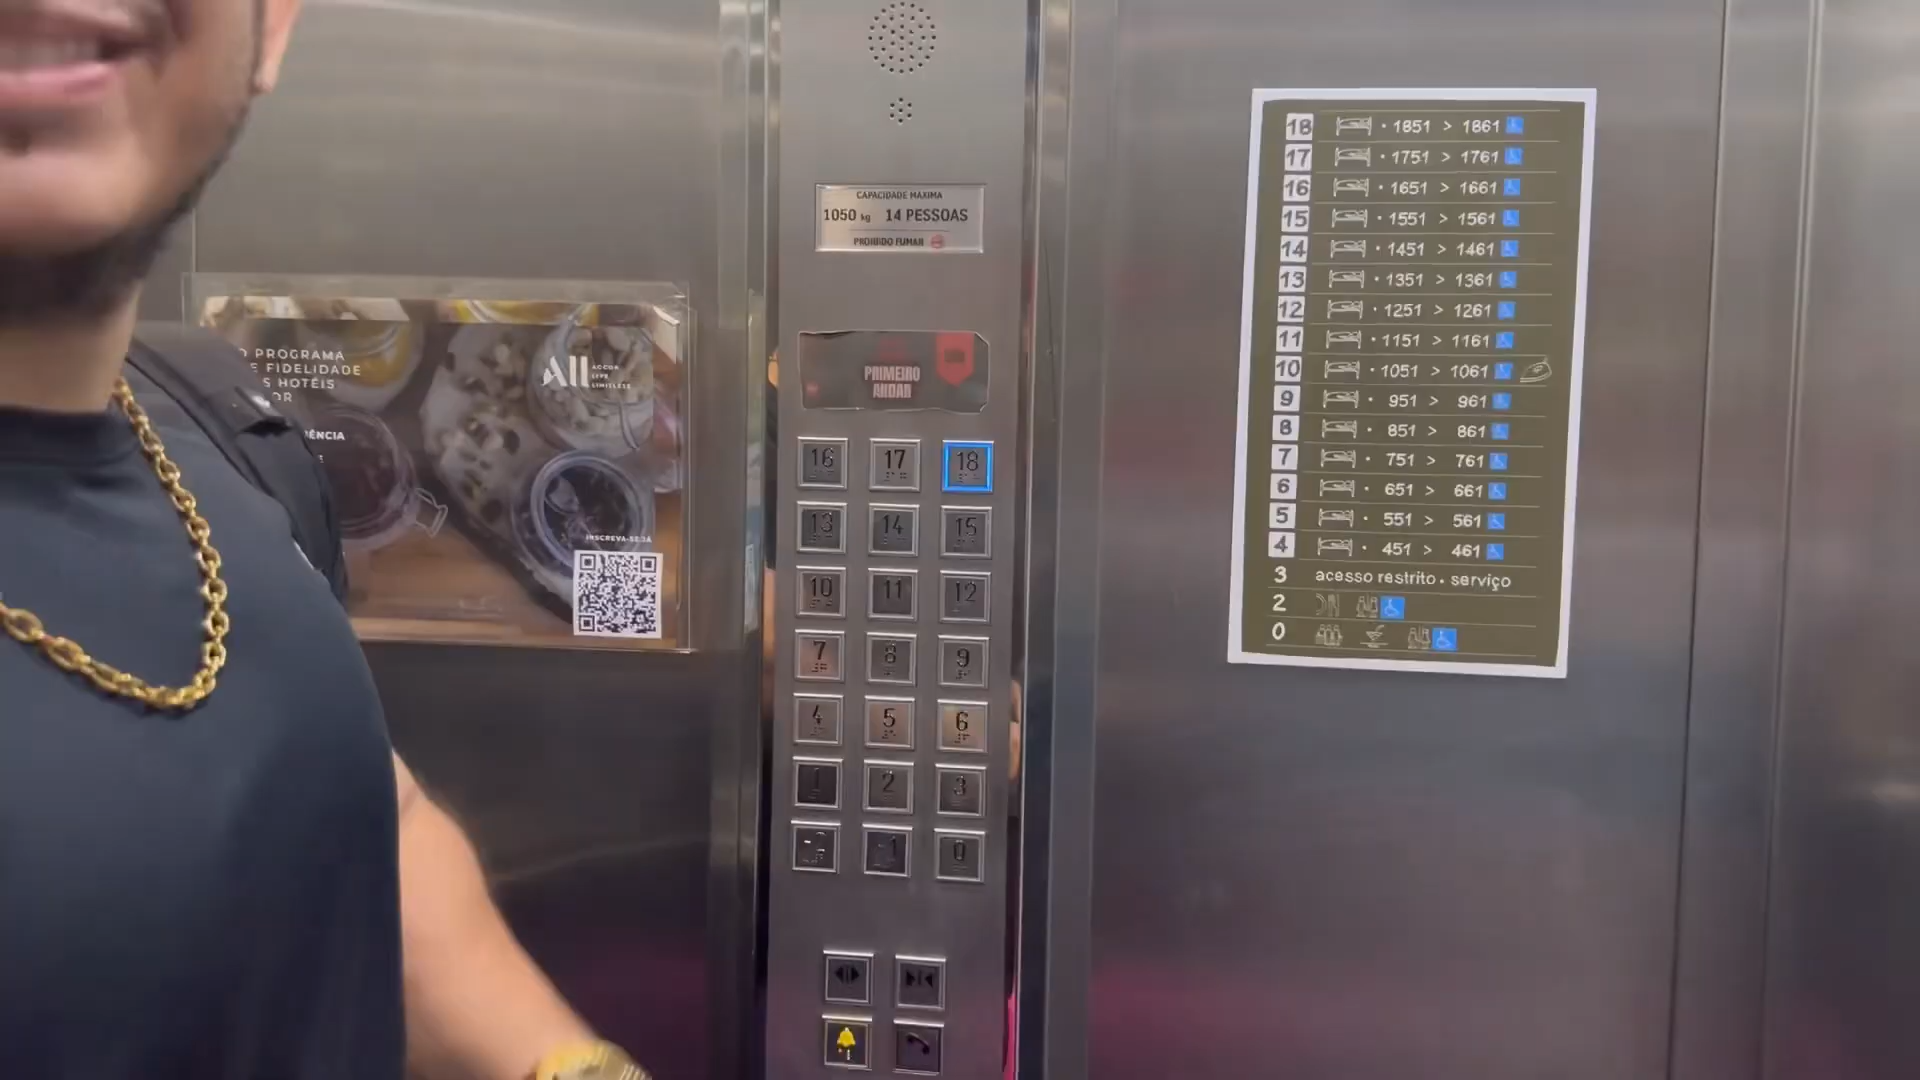 CAPACIDADE MÁXIMA
1050 kg 14 PESSOAS
PROIBIDO FUMAR
PRIMEIRO
ANDAR
O PROGRAMA
E FIDELIDADE
S HOTÉIS
OR
ÊNCIA
All ACCOR
LIVE
LIMITLESS
INSCREVA-SE JÁ
16 17 18
13 14 15
10 11 12
7 8 9
4 5 6
1 2 3
-2 -1 0
18 · 1851 > 1861
17 · 1751 > 1761
16 · 1651 > 1661
15 · 1551 > 1561
14 · 1451 > 1461
13 · 1351 > 1361
12 · 1251 > 1261
11 · 1151 > 1161
10 · 1051 > 1061
9 · 951 > 961
8 · 851 > 861
7 · 751 > 761
6 · 651 > 661
5 · 551 > 561
4 · 451 > 461
3 acesso restrito · serviço
2
0